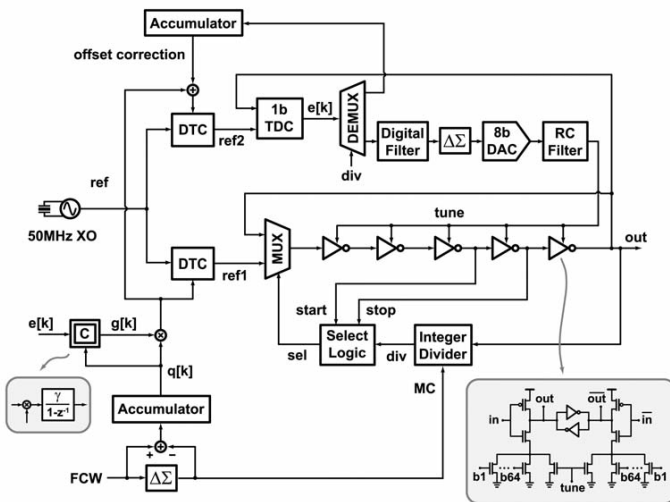 Accumulator
offset correction
+
DTC
ref2
1b
TDC
e[k]
DEMUX
div
Digital
Filter
ΔΣ
8b
DAC
RC
Filter
ref
50MHz XO
DTC
ref1
MUX
tune
out
start
stop
sel
Select
Logic
div
Integer
Divider
MC
e[k]
C
g[k]
×
q[k]
×
γ
1-z⁻¹
Accumulator
+
+
−
FCW
ΔΣ
in
out
out
in
b1
b64
tune
b64
b1